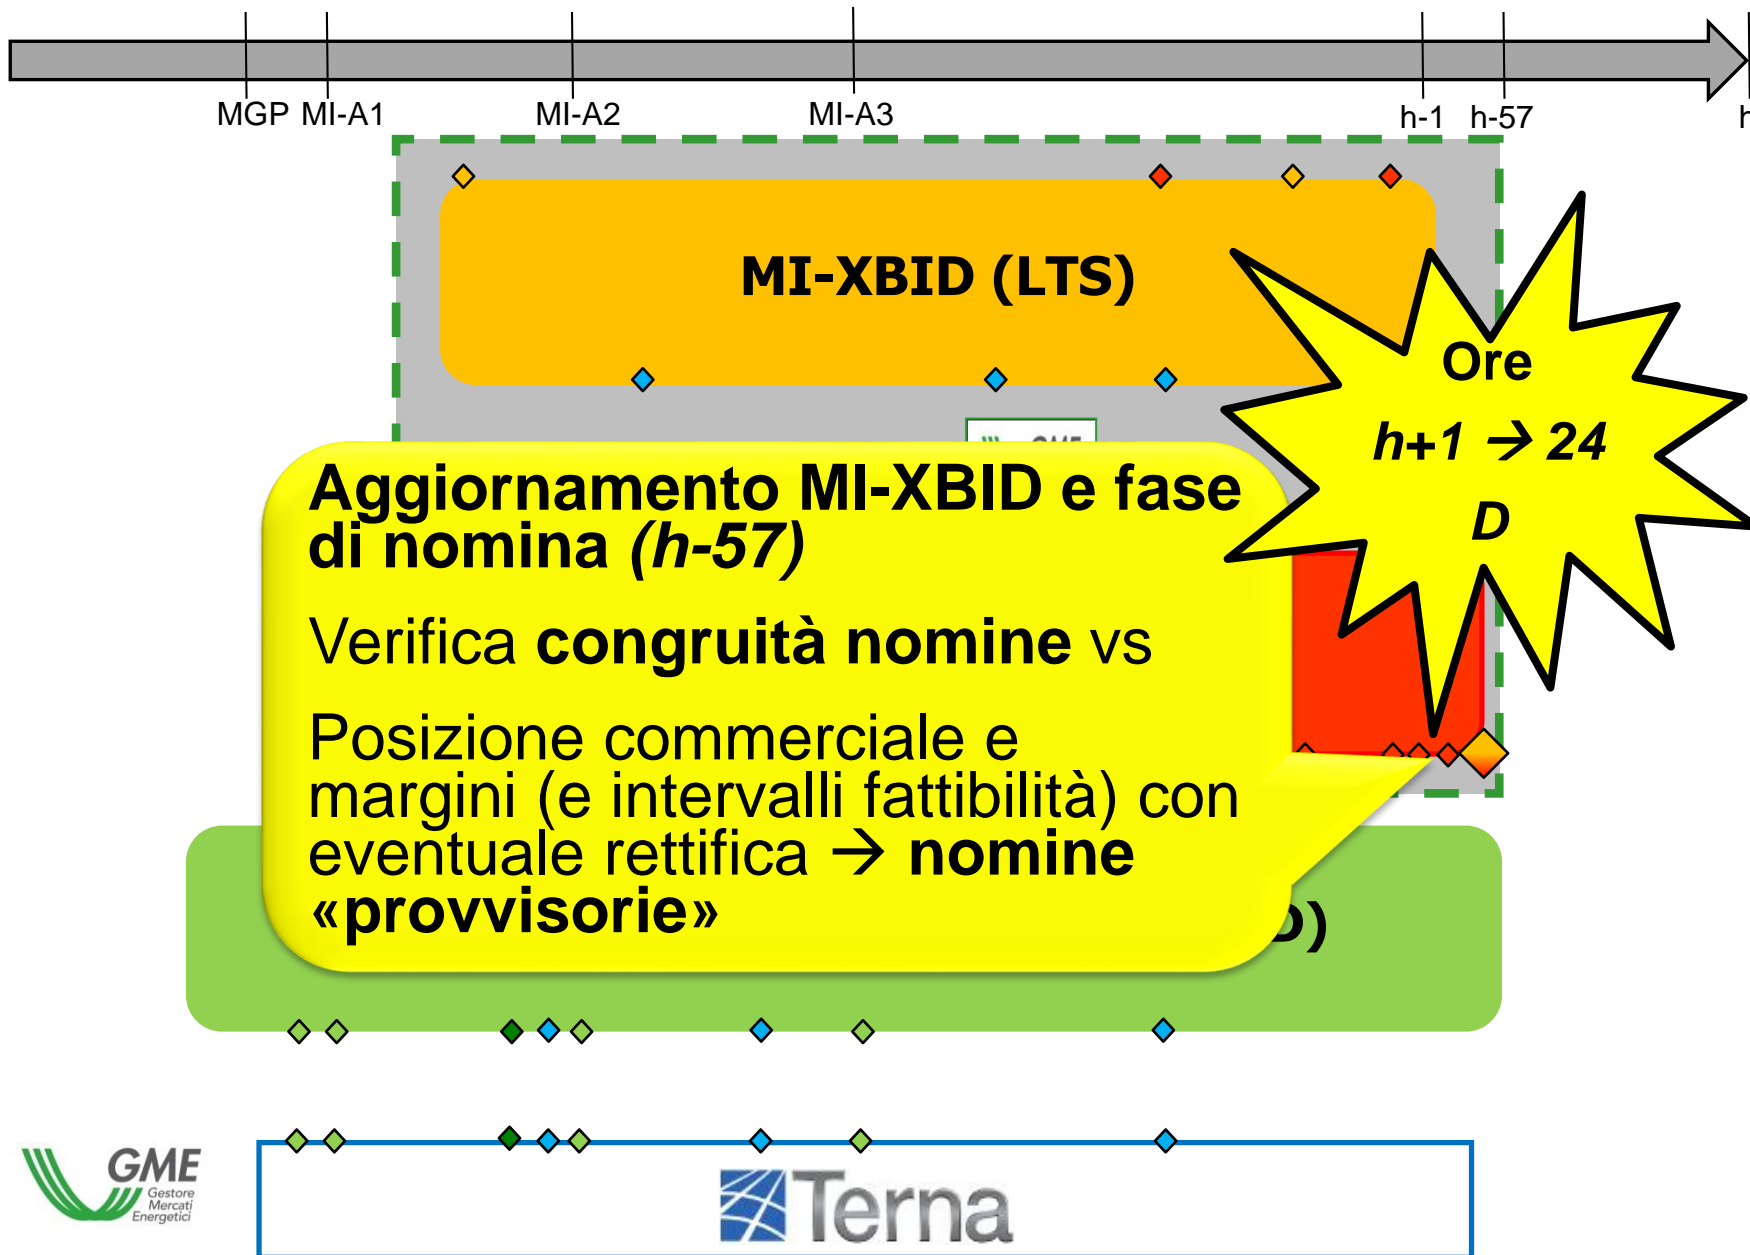 MGP MI-A1 MI-A2 MI-A3 h-1 h-57 h
MI-XBID (LTS)
Ore
h+1 → 24
D
GME
Aggiornamento MI-XBID e fase
di nomina (h-57)
Verifica congruità nomine vs
Posizione commerciale e
margini (e intervalli fattibilità) con
eventuale rettifica → nomine
«provvisorie»
D)
GME
Gestore
Mercati
Energetici
Terna